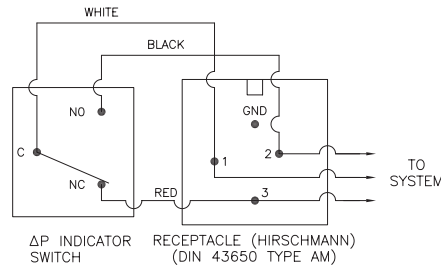 WHITE
BLACK
NO
GND
C
1
2
NC
RED
3
TO
SYSTEM
ΔP INDICATOR
SWITCH
RECEPTACLE (HIRSCHMANN)
(DIN 43650 TYPE AM)